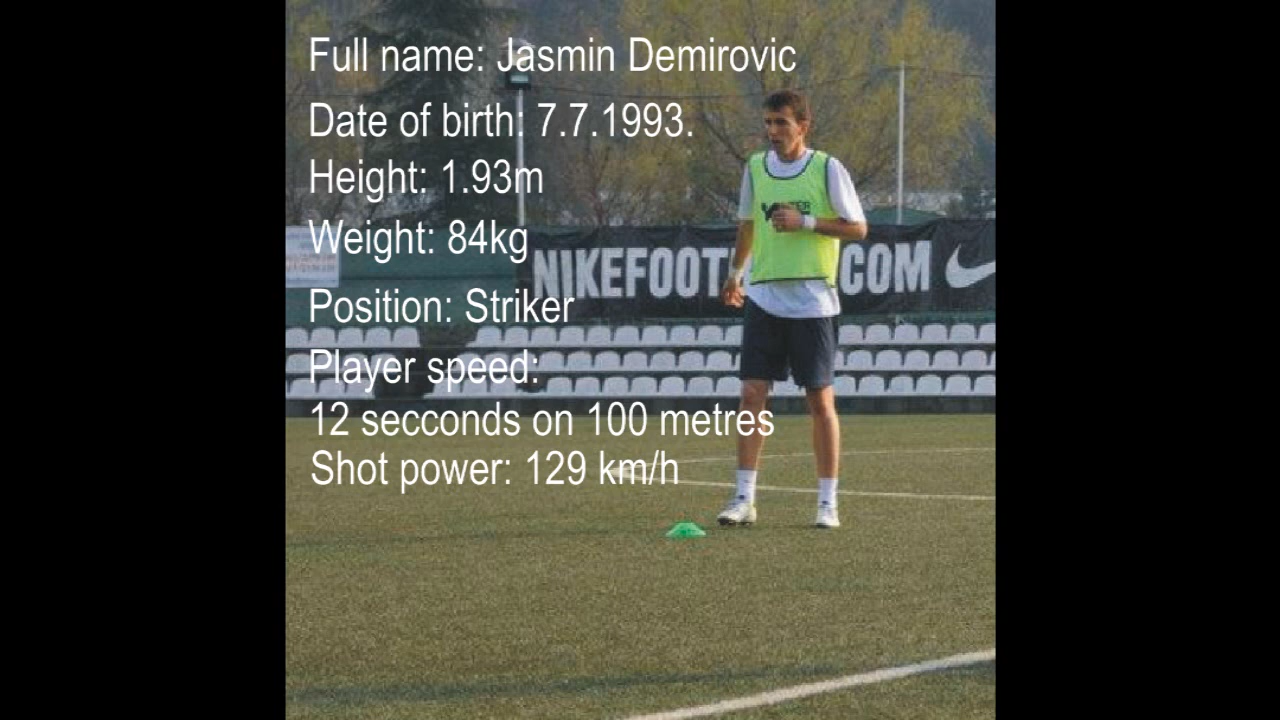 Full name: Jasmin Demirovic
Date of birth: 7.7.1993.
Height: 1.93m
Weight: 84kg
NIKEFOOT .COM
Position: Striker
Player speed:
12 secconds on 100 metres
Shot power: 129 km/h